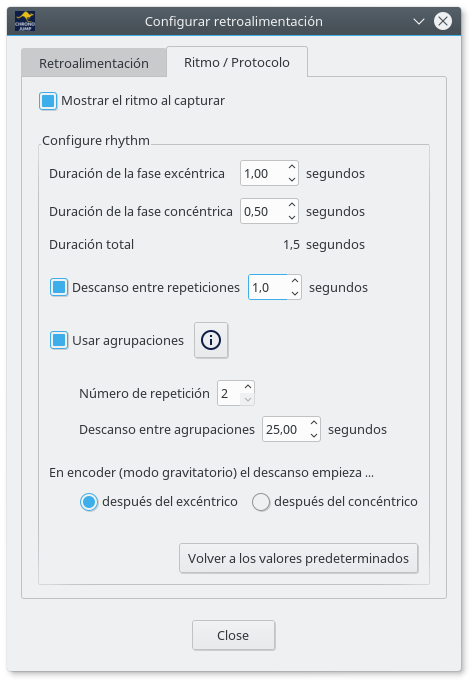 CHRONO
JUMP
Configurar retroalimentación
Retroalimentación
Ritmo / Protocolo
Mostrar el ritmo al capturar
Configure rhythm
Duración de la fase excéntrica 1,00 segundos
Duración de la fase concéntrica 0,50 segundos
Duración total 1,5 segundos
Descanso entre repeticiones 1,0 segundos
Usar agrupaciones
Número de repetición 2
Descanso entre agrupaciones 25,00 segundos
En encoder (modo gravitatorio) el descanso empieza ...
después del excéntrico después del concéntrico
Volver a los valores predeterminados
Close